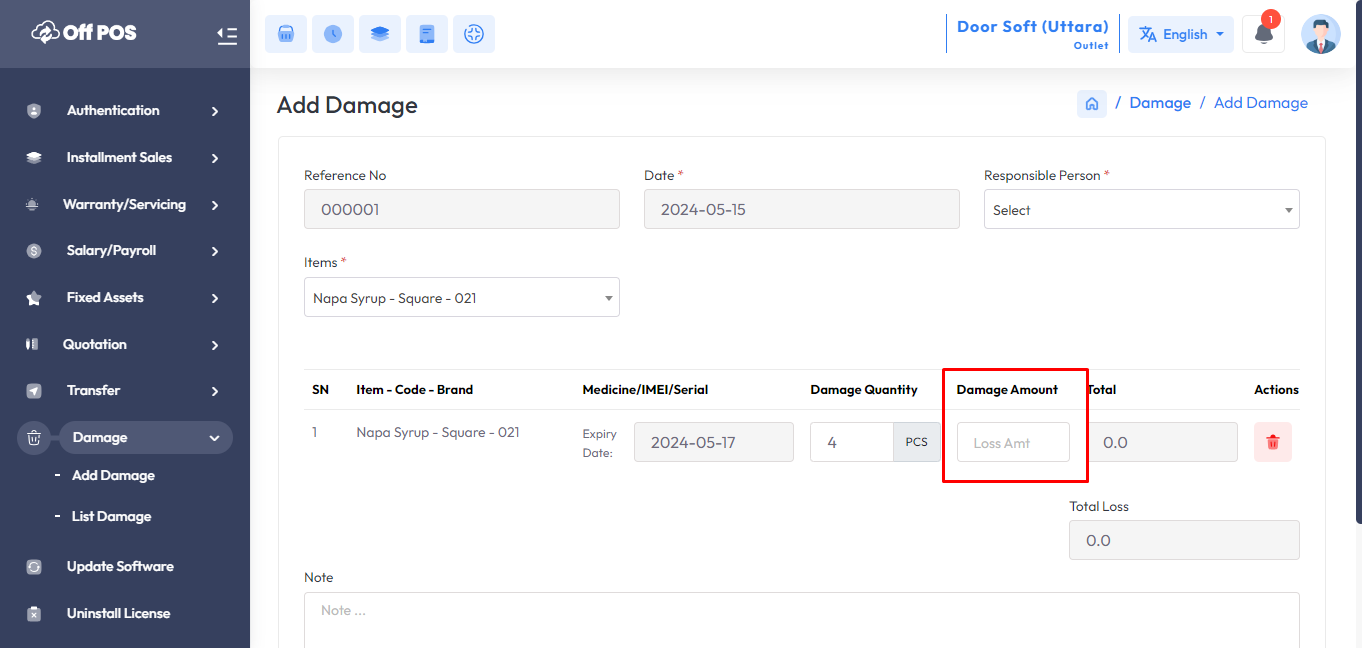 Off POS
Door Soft (Uttara)
Outlet
English
1
Authentication
Installment Sales
Warranty/Servicing
Salary/Payroll
Fixed Assets
Quotation
Transfer
Damage
- Add Damage
- List Damage
Update Software
Uninstall License
Add Damage
/ Damage / Add Damage
Reference No
000001
Date *
2024-05-15
Responsible Person *
Select
Items *
Napa Syrup - Square - 021
SN Item - Code - Brand Medicine/IMEI/Serial Damage Quantity Damage Amount Total Actions
1 Napa Syrup - Square - 021 Expiry
Date: 2024-05-17 4 PCS Loss Amt 0.0
Total Loss
0.0
Note
Note ...